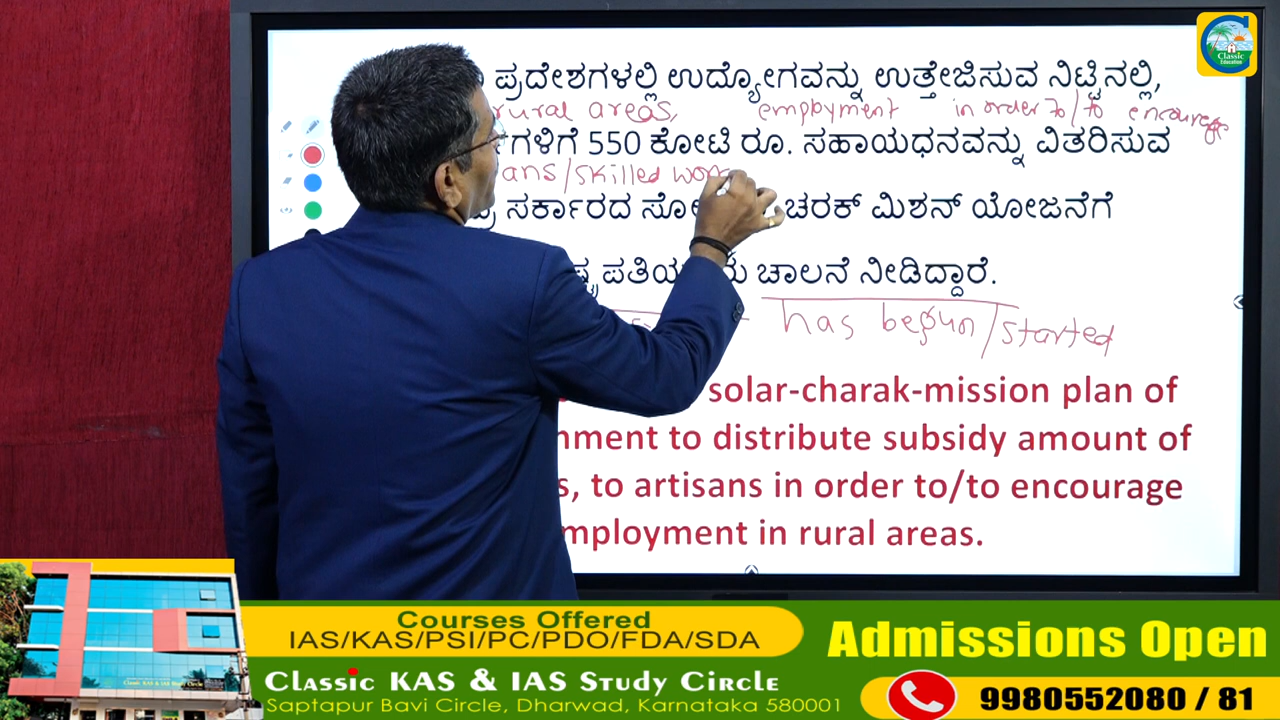 ಪ್ರದೇಶಗಳಲ್ಲಿ ಉದ್ಯೋಗವನ್ನು ಉತ್ತೇಜಿಸುವ ನಿಟ್ಟಿನಲ್ಲಿ,
rural areas, employment in order to/to encourage
ಗಳಿಗೆ 550 ಕೋಟಿ ರೂ. ಸಹಾಯಧನವನ್ನು ವಿತರಿಸುವ
ans/skilled wor
ಸರ್ಕಾರದ ಚರಕ್ ಮಿಶನ್ ಯೋಜನೆಗೆ
ಚಾಲನೆ ನೀಡಿದ್ದಾರೆ.
has begun/started
solar-charak-mission plan of
nment to distribute subsidy amount of
s, to artisans in order to/to encourage
mployment in rural areas.
Classic
Education
Courses Offered
IAS/KAS/PSI/PC/PDO/FDA/SDA
Classic KAS & IAS Study Circle
Saptapur Bavi Circle, Dharwad, Karnataka 580001
Admissions Open
9980552080 / 81